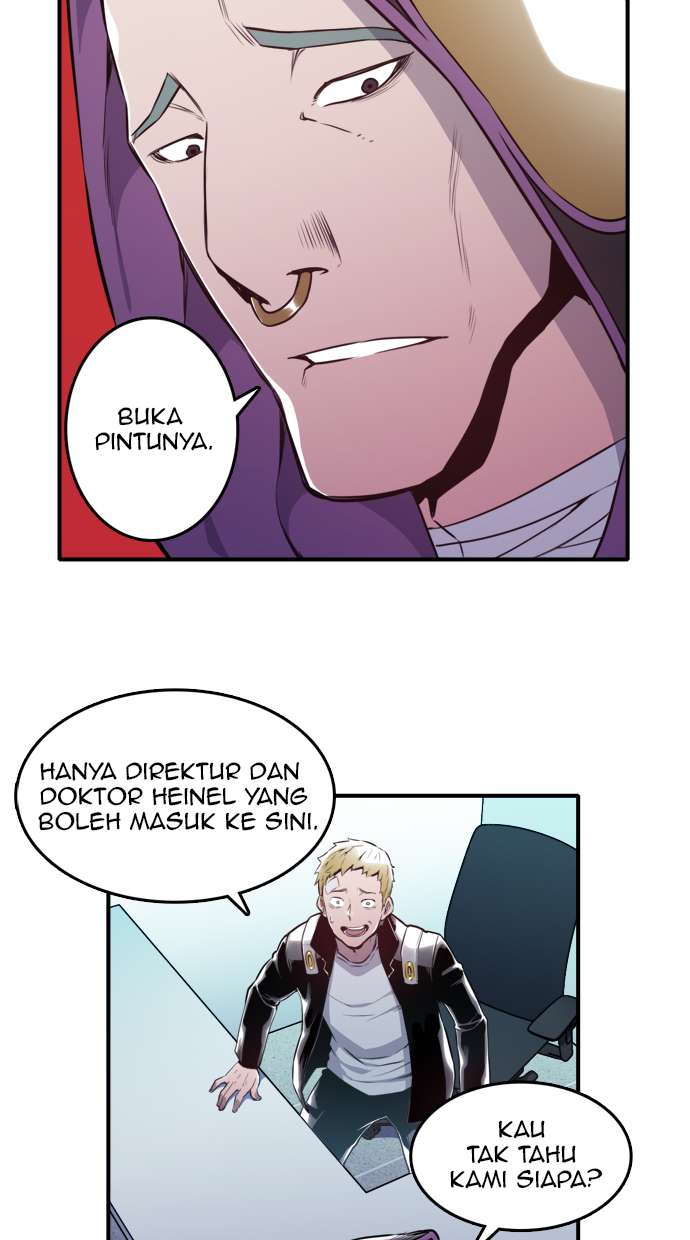 BUKA
PINTUNYA.
HANYA DIREKTUR DAN
DOKTOR HEINEL YANG
BOLEH MASUK KE SINI.
KAU
TAK TAHU
KAMI SIAPA?